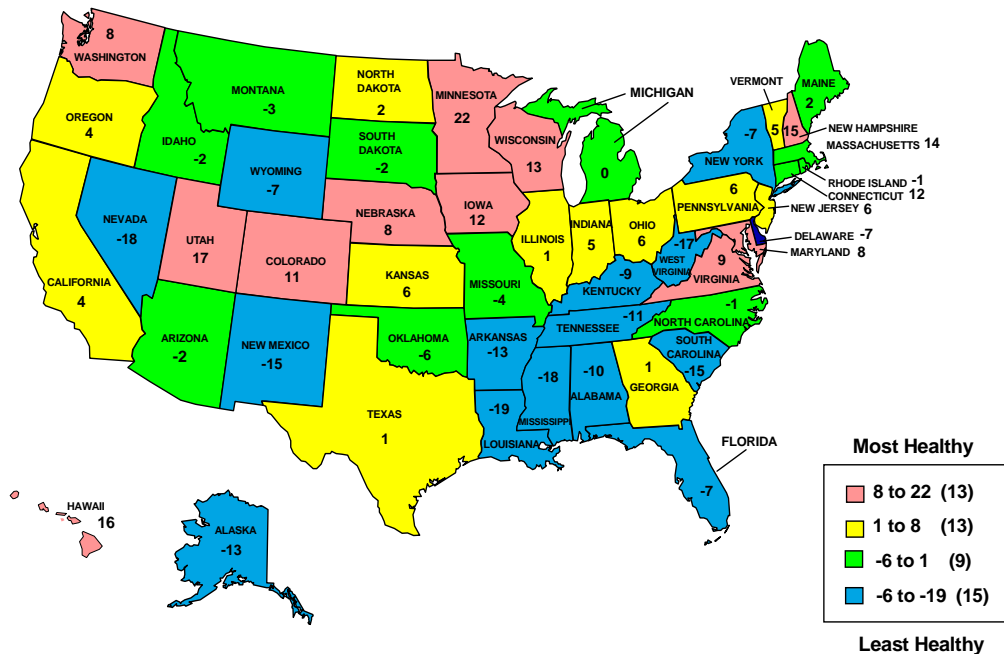 8
WASHINGTON
OREGON
4
CALIFORNIA
4
NEVADA
-18
IDAHO
-2
MONTANA
-3
WYOMING
-7
UTAH
17
COLORADO
11
ARIZONA
-2
NEW MEXICO
-15
NORTH
DAKOTA
2
SOUTH
DAKOTA
-2
NEBRASKA
8
KANSAS
6
OKLAHOMA
-6
TEXAS
1
MINNESOTA
22
IOWA
12
MISSOURI
-4
ARKANSAS
-13
-19
LOUISIANA
WISCONSIN
13
ILLINOIS
1
MICHIGAN
0
INDIANA
5
OHIO
6
-9
KENTUCKY
-11
TENNESSEE
-18
MISSISSIPPI
-10
ALABAMA
1
GEORGIA
FLORIDA
-7
SOUTH
CAROLINA
-15
-1
NORTH CAROLINA
9
VIRGINIA
-17
WEST
VIRGINIA
6
PENNSYLVANIA
-7
NEW YORK
VERMONT
5
15
NEW HAMPSHIRE
MAINE
2
MASSACHUSETTS 14
RHODE ISLAND -1
CONNECTICUT 12
NEW JERSEY 6
DELAWARE -7
MARYLAND 8
HAWAII
16
ALASKA
-13
Most Healthy
8 to 22 (13)
1 to 8 (13)
-6 to 1 (9)
-6 to -19 (15)
Least Healthy